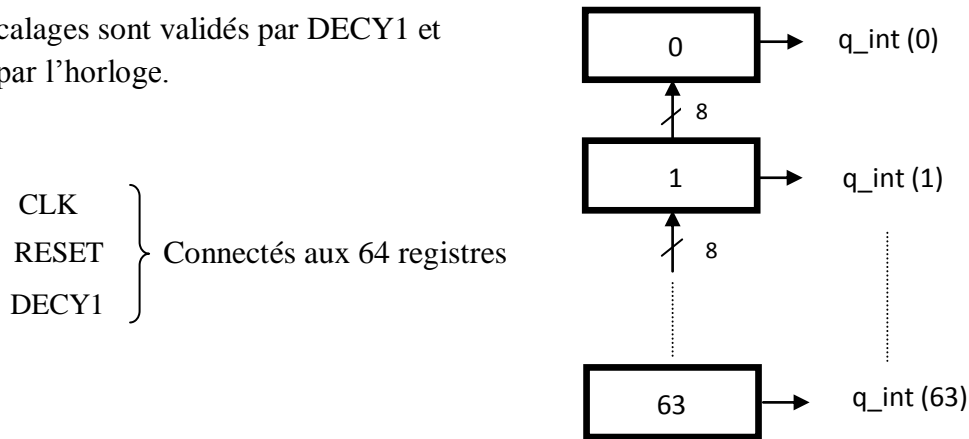 calages sont validés par DECY1 et
par l'horloge.
0
q_int (0)
8
1
q_int (1)
CLK
RESET
Connectés aux 64 registres
DECY1
8
63
q_int (63)